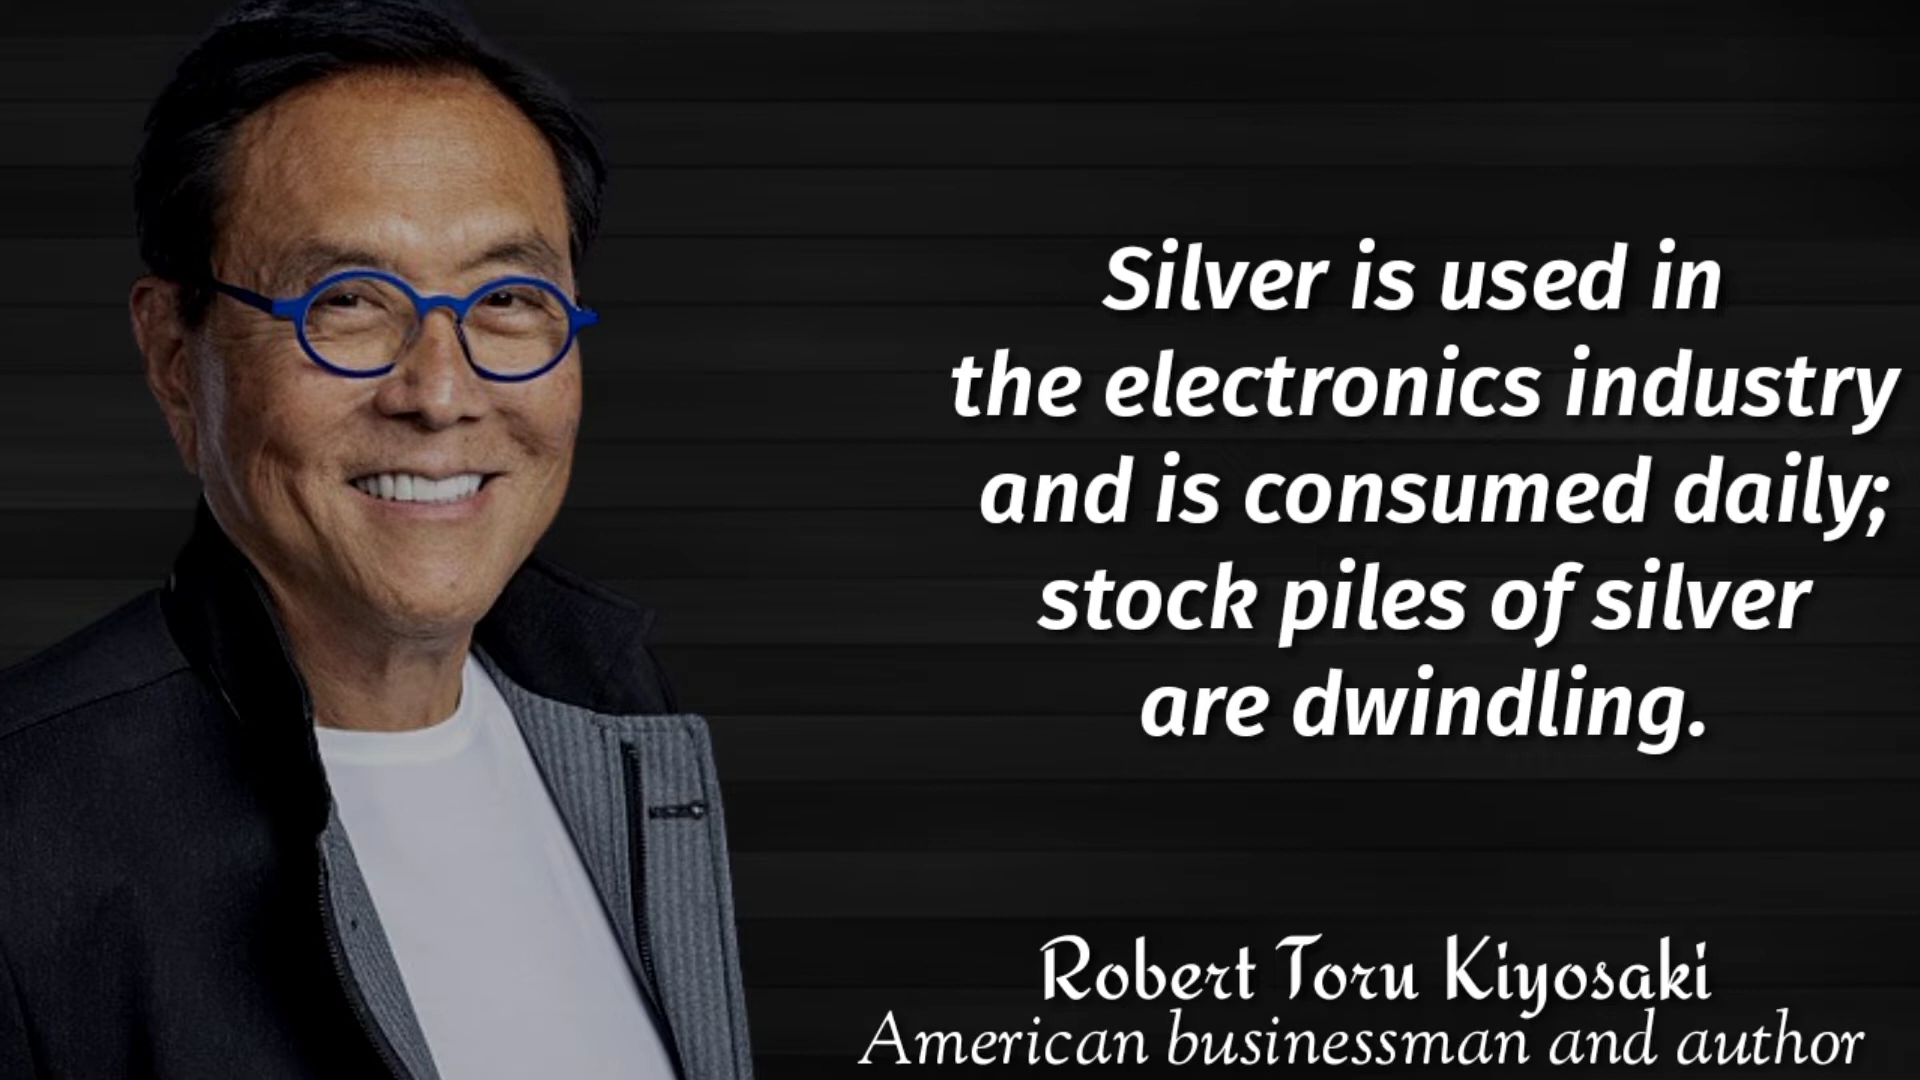 Silver is used in
the electronics industry
and is consumed daily;
stock piles of silver
are dwindling.
Robert Toru Kiyosaki
American businessman and author